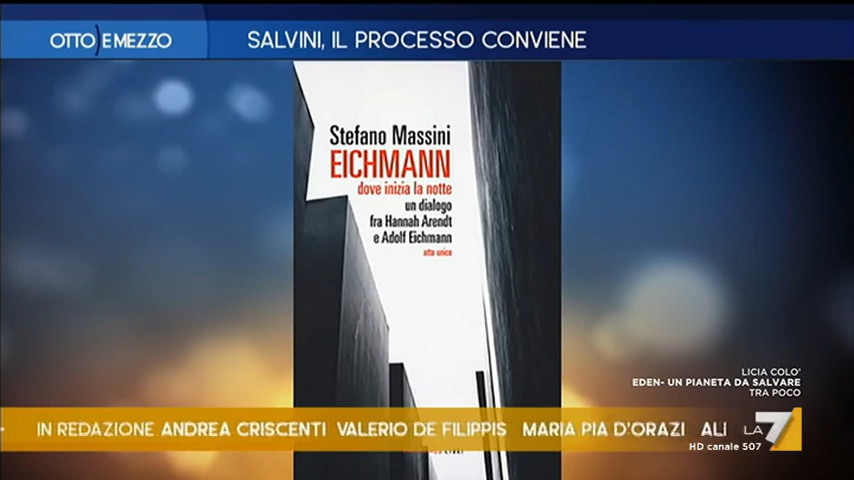 OTTO E MEZZO
SALVINI, IL PROCESSO CONVIENE
Stefano Massini
EICHMANN
dove inizia la notte
un dialogo
fra Hannah Arendt
e Adolf Eichmann
atto unico
LICIA COLO'
EDEN- UN PIANETA DA SALVARE
TRA POCO
IN REDAZIONE ANDREA CRISCENTI VALERIO DE FILIPPIS MARIA PIA D'ORAZI ALI
LA 7
HD canale 507